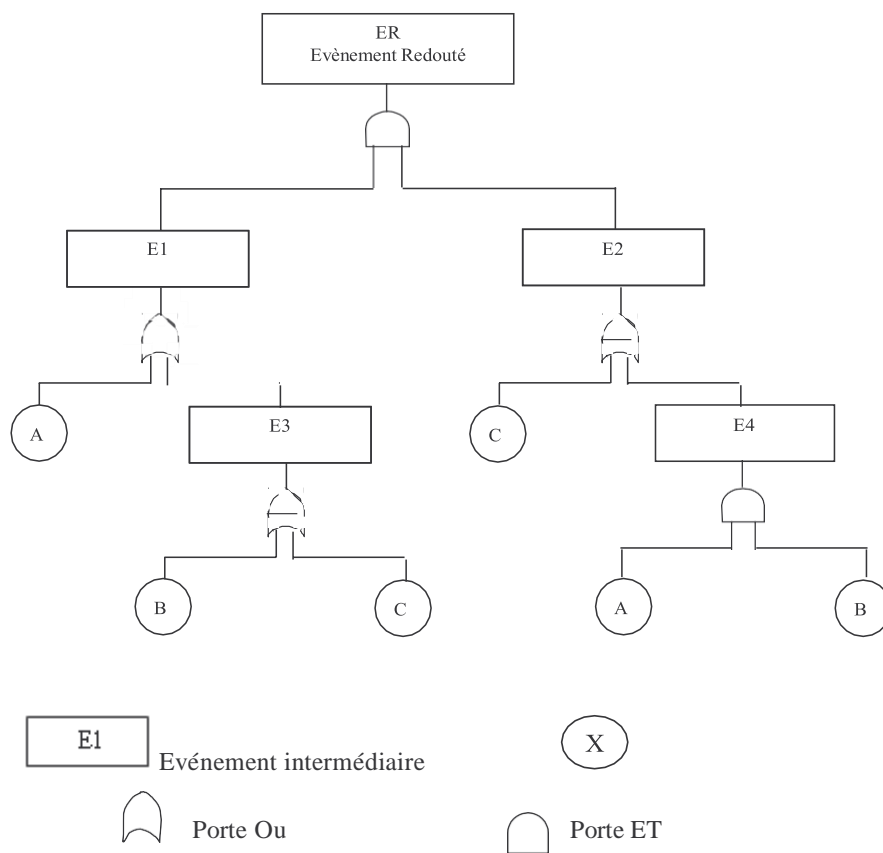 ER
Evènement Redouté
E1
E2
A
E3
C
E4
B
C
A
B
E1
Evénement intermédiaire
X
Porte Ou
Porte ET